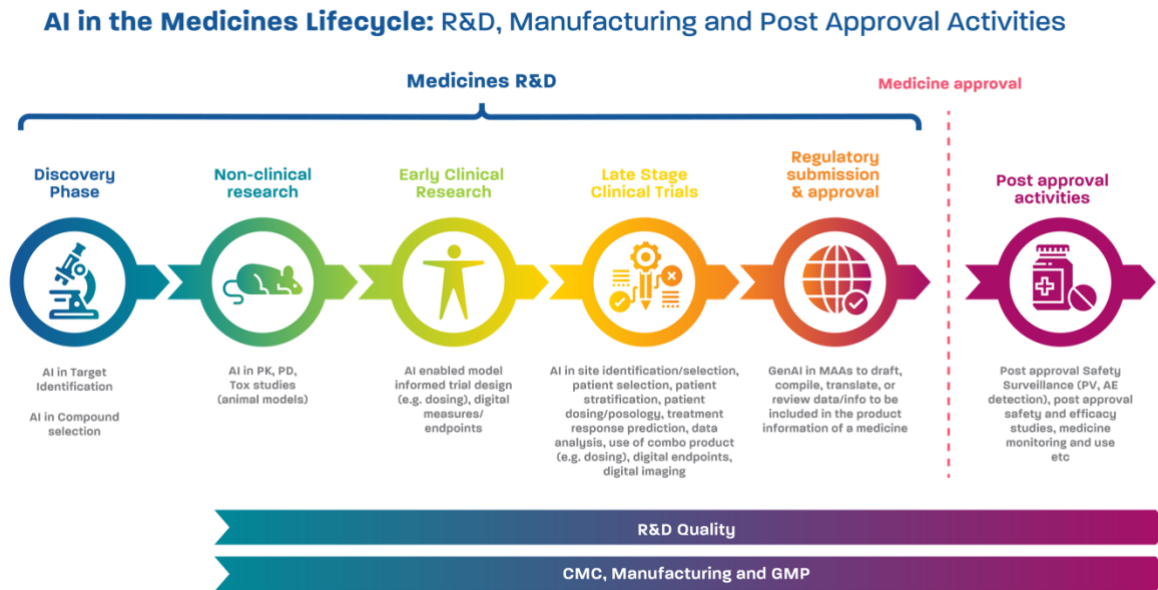 AI in the Medicines Lifecycle: R&D, Manufacturing and Post Approval Activities
Medicines R&D
Medicine approval
Discovery
Phase
Non-clinical
research
Early Clinical
Research
Late Stage
Clinical Trials
Regulatory
submission
& approval
Post approval
activities
AI in Target
Identification
AI in Compound
selection
AI in PK, PD,
Tox studies
(animal models)
AI enabled model
informed trial design
(e.g. dosing), digital
measures/
endpoints
AI in site identification/selection,
patient selection, patient
stratification, patient
dosing/posology, treatment
response prediction, data
analysis, use of combo product
(e.g. dosing), digital endpoints,
digital imaging
GenAI in MAAs to draft,
compile, translate, or
review data/info to be
included in the product
information of a medicine
Post approval Safety
Surveillance (PV, AE
detection), post approval
safety and efficacy
studies, medicine
monitoring and use
etc
R&D Quality
CMC, Manufacturing and GMP